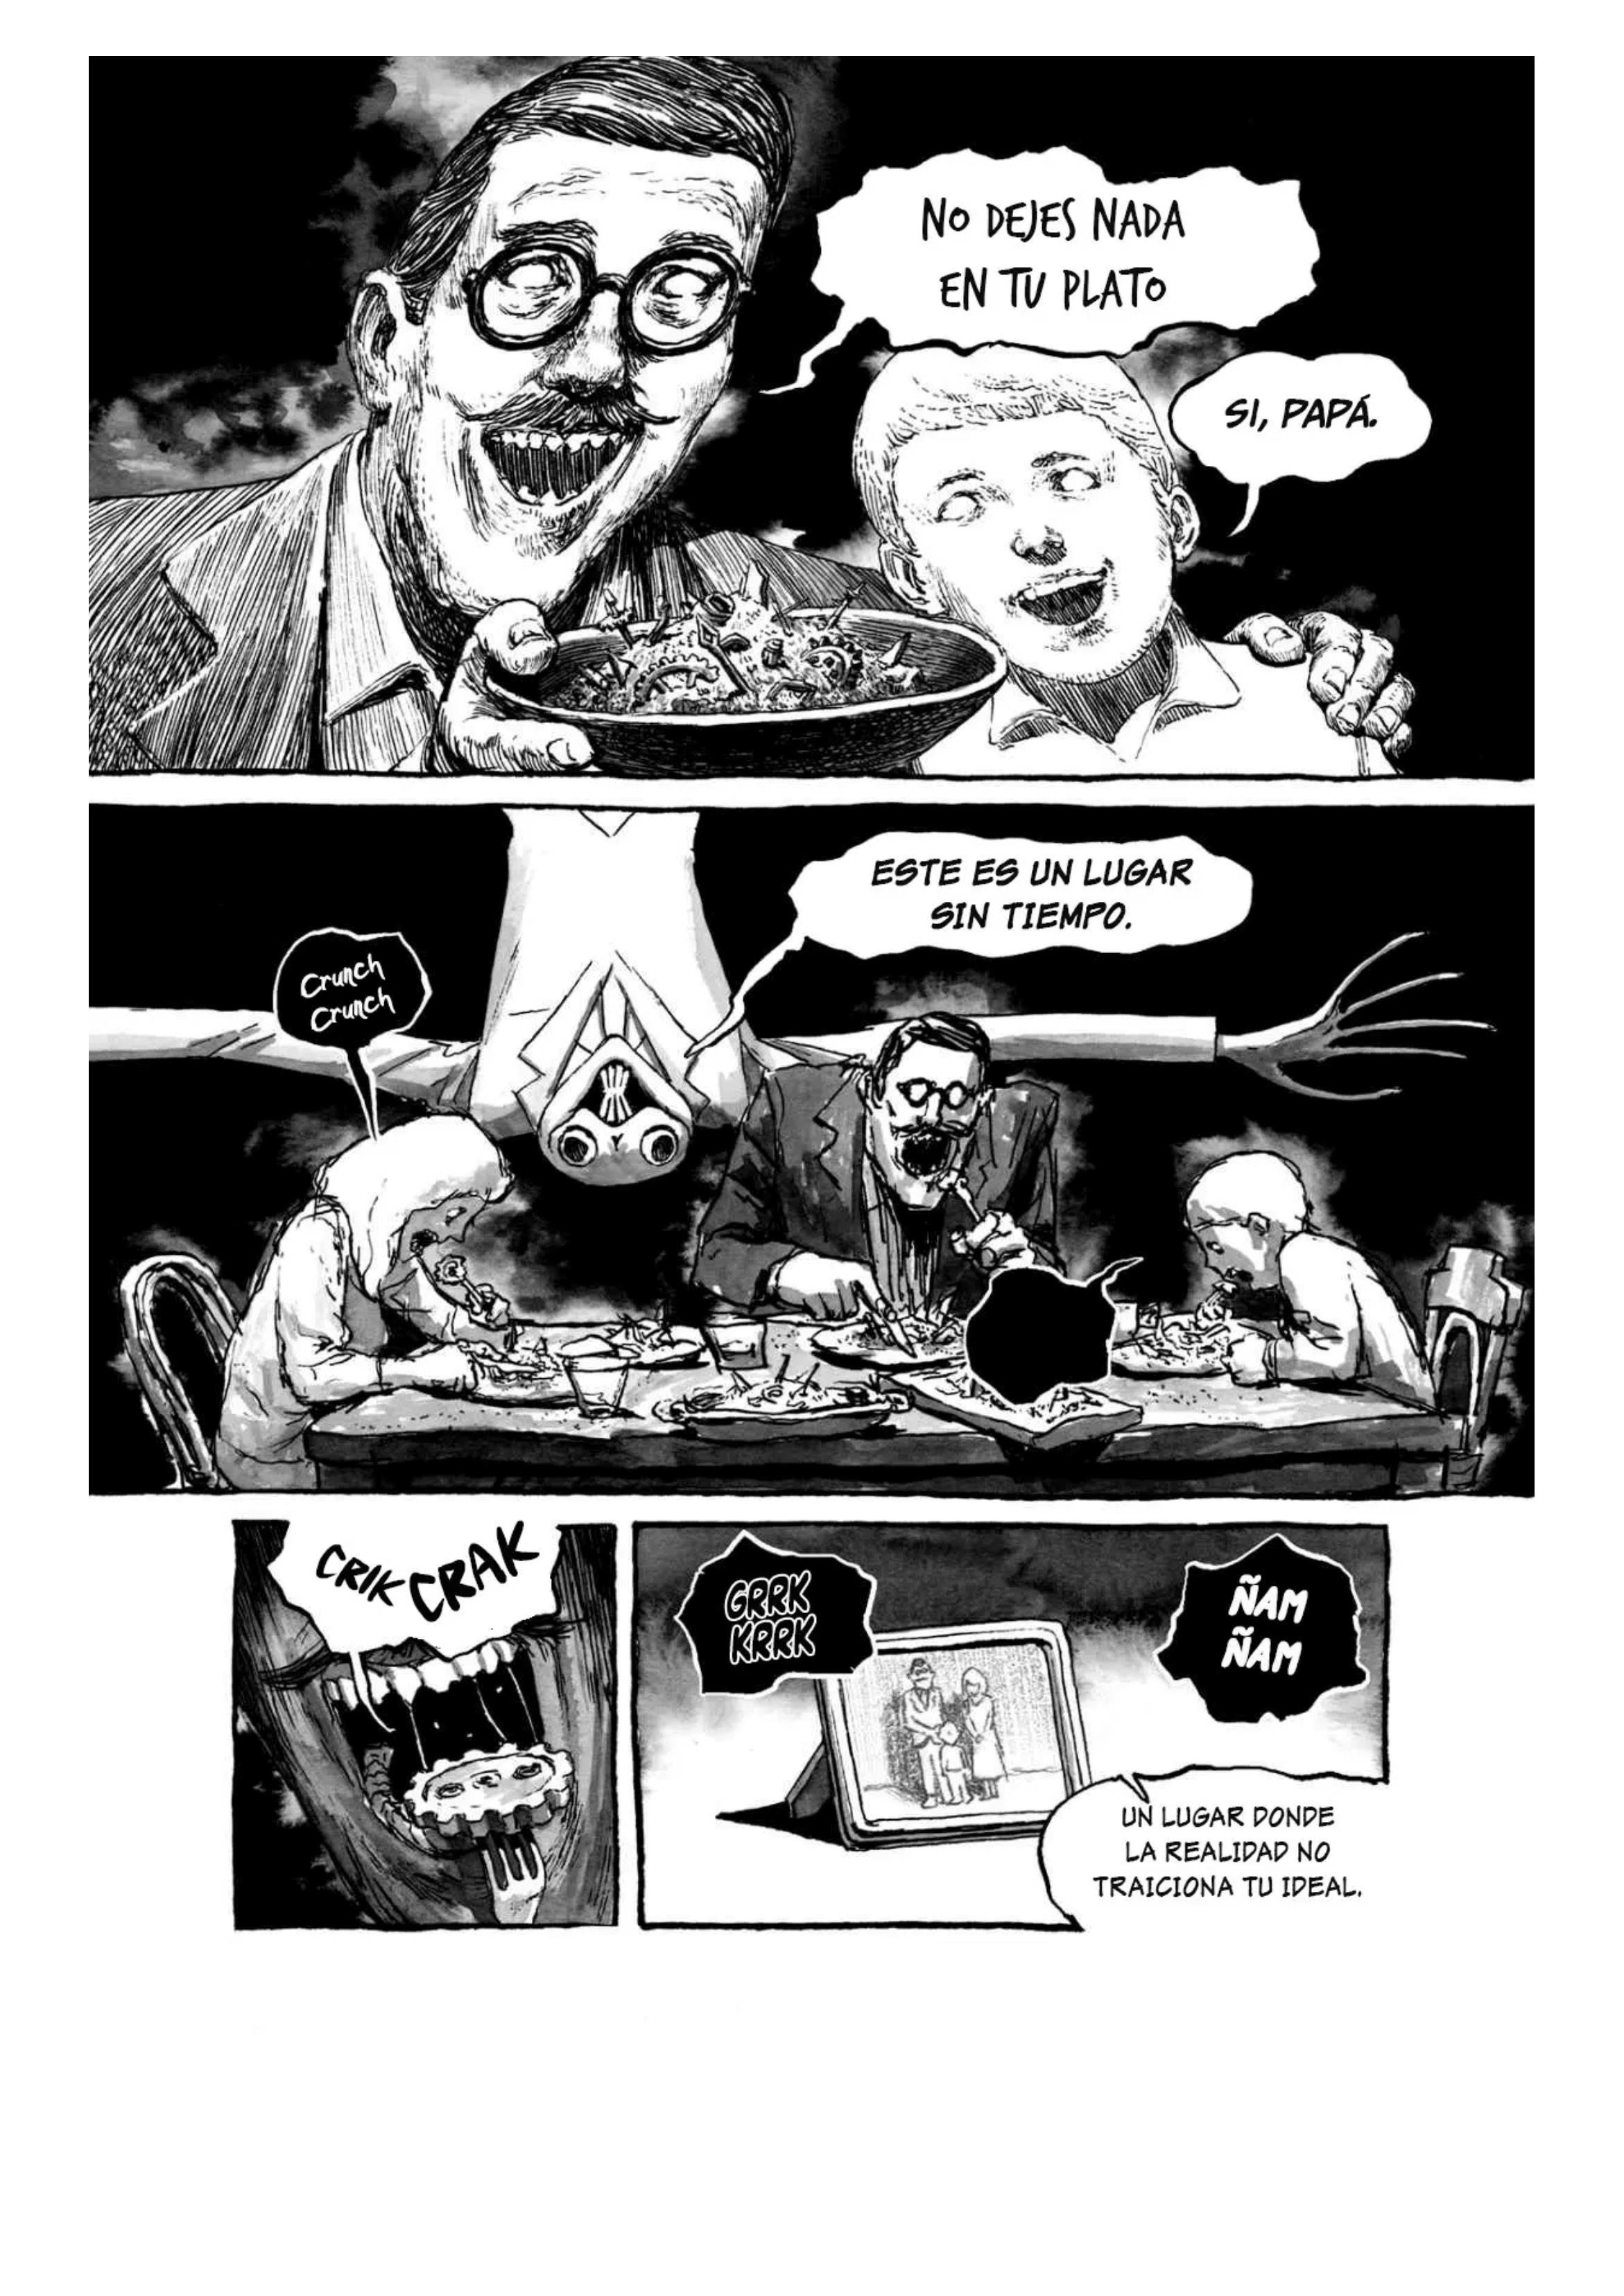 NO DEJES NADA
EN TU PLATO
SI, PAPÁ.
ESTE ES UN LUGAR
SIN TIEMPO.
Crunch
Crunch
CRIK CRAK
GRRK
KRRK
ÑAM
ÑAM
UN LUGAR DONDE
LA REALIDAD NO
TRAICIONA TU IDEAL.